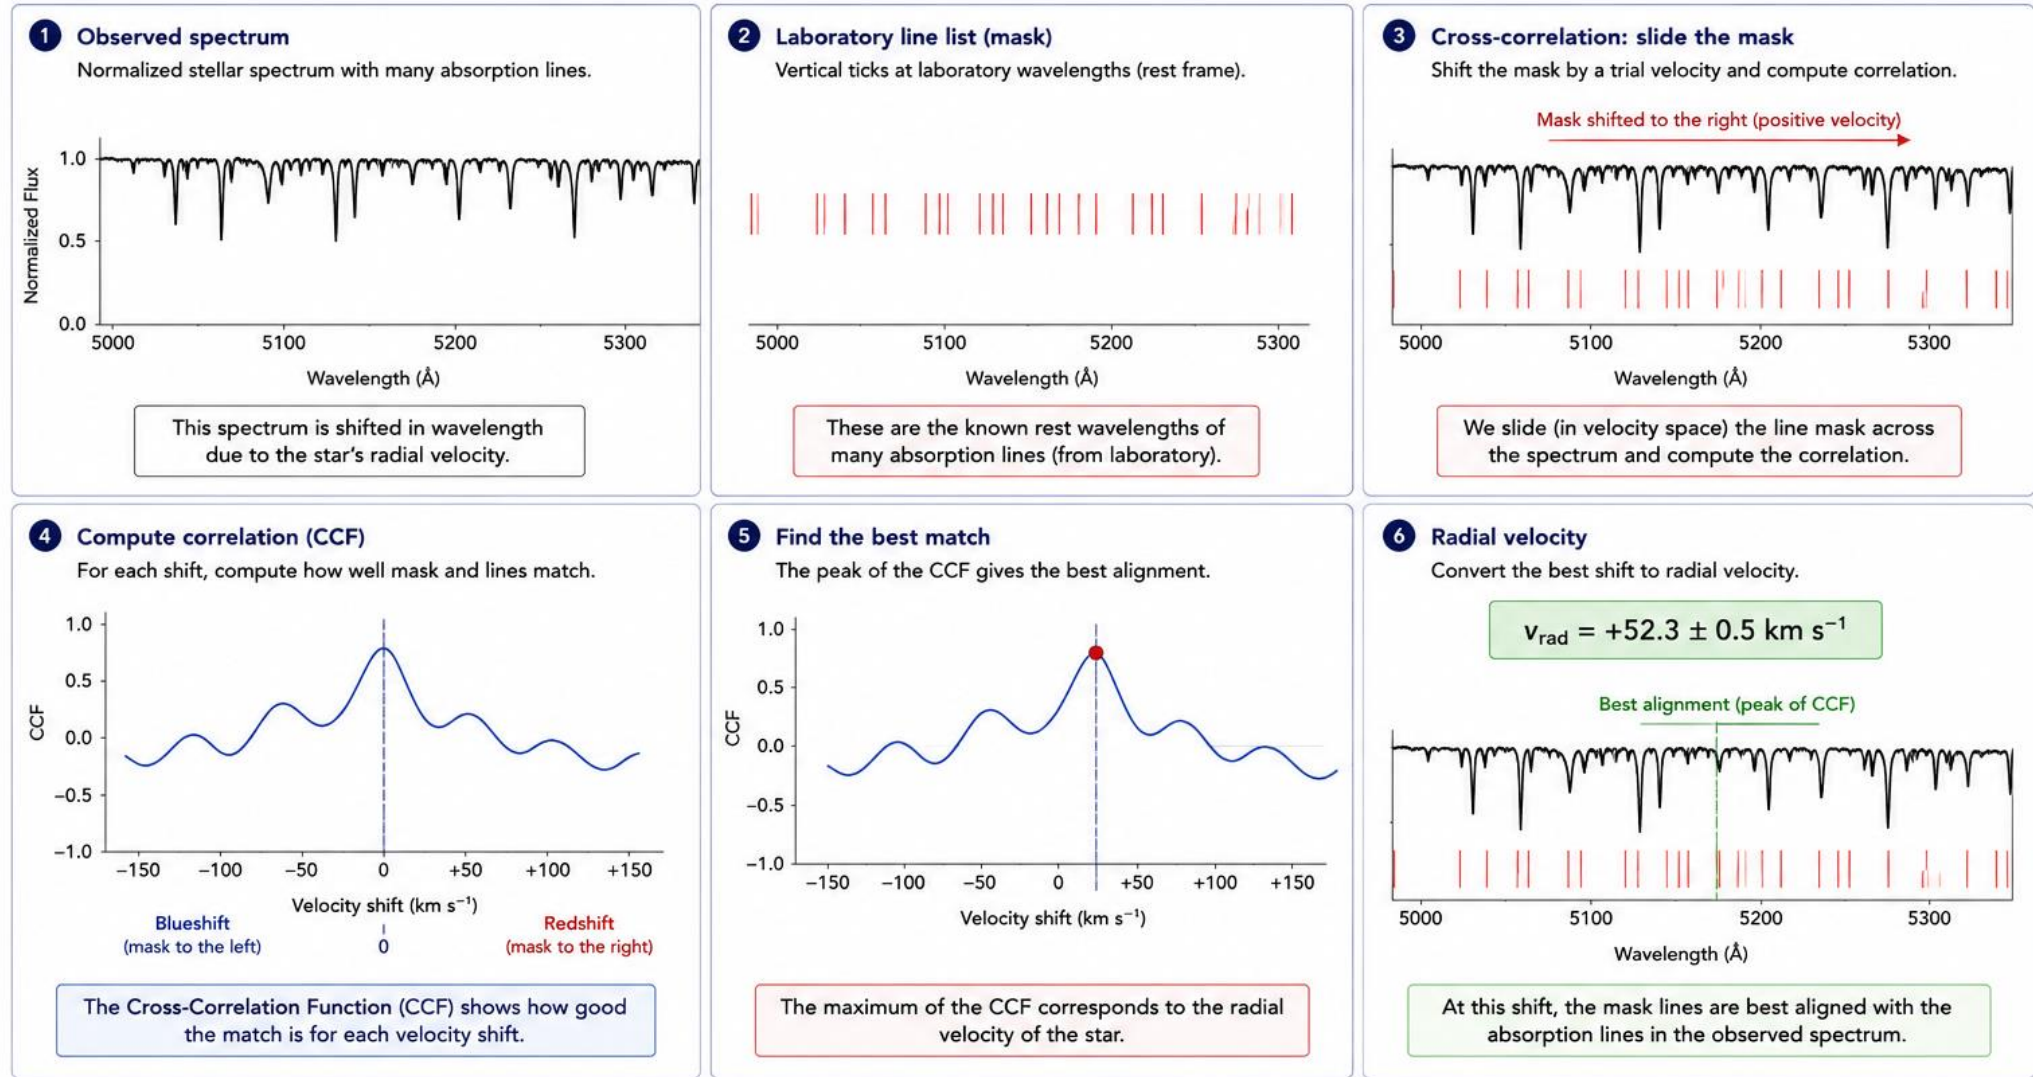 1 Observed spectrum
Normalized stellar spectrum with many absorption lines.
Normalized Flux
1.0
0.5
0.0
5000 5100 5200 5300
Wavelength (Å)
This spectrum is shifted in wavelength
due to the star's radial velocity.
2 Laboratory line list (mask)
Vertical ticks at laboratory wavelengths (rest frame).
5000 5100 5200 5300
Wavelength (Å)
These are the known rest wavelengths of
many absorption lines (from laboratory).
3 Cross-correlation: slide the mask
Shift the mask by a trial velocity and compute correlation.
Mask shifted to the right (positive velocity)
5000 5100 5200 5300
Wavelength (Å)
We slide (in velocity space) the line mask across
the spectrum and compute the correlation.
4 Compute correlation (CCF)
For each shift, compute how well mask and lines match.
CCF
1.0
0.5
0.0
−0.5
−1.0
−150 −100 −50 0 +50 +100 +150
Velocity shift (km s⁻¹)
Blueshift
(mask to the left)
0
Redshift
(mask to the right)
The Cross-Correlation Function (CCF) shows how good
the match is for each velocity shift.
5 Find the best match
The peak of the CCF gives the best alignment.
CCF
1.0
0.5
0.0
−0.5
−1.0
−150 −100 −50 0 +50 +100 +150
Velocity shift (km s⁻¹)
The maximum of the CCF corresponds to the radial
velocity of the star.
6 Radial velocity
Convert the best shift to radial velocity.
v_rad = +52.3 ± 0.5 km s⁻¹
Best alignment (peak of CCF)
5000 5100 5200 5300
Wavelength (Å)
At this shift, the mask lines are best aligned with the
absorption lines in the observed spectrum.